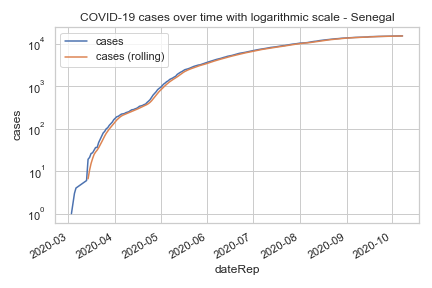 COVID-19 cases over time with logarithmic scale - Senegal
cases
cases (rolling)
10⁴
10³
10²
10¹
10⁰
cases
2020-03
2020-04
2020-05
2020-06
2020-07
2020-08
2020-09
2020-10
dateRep